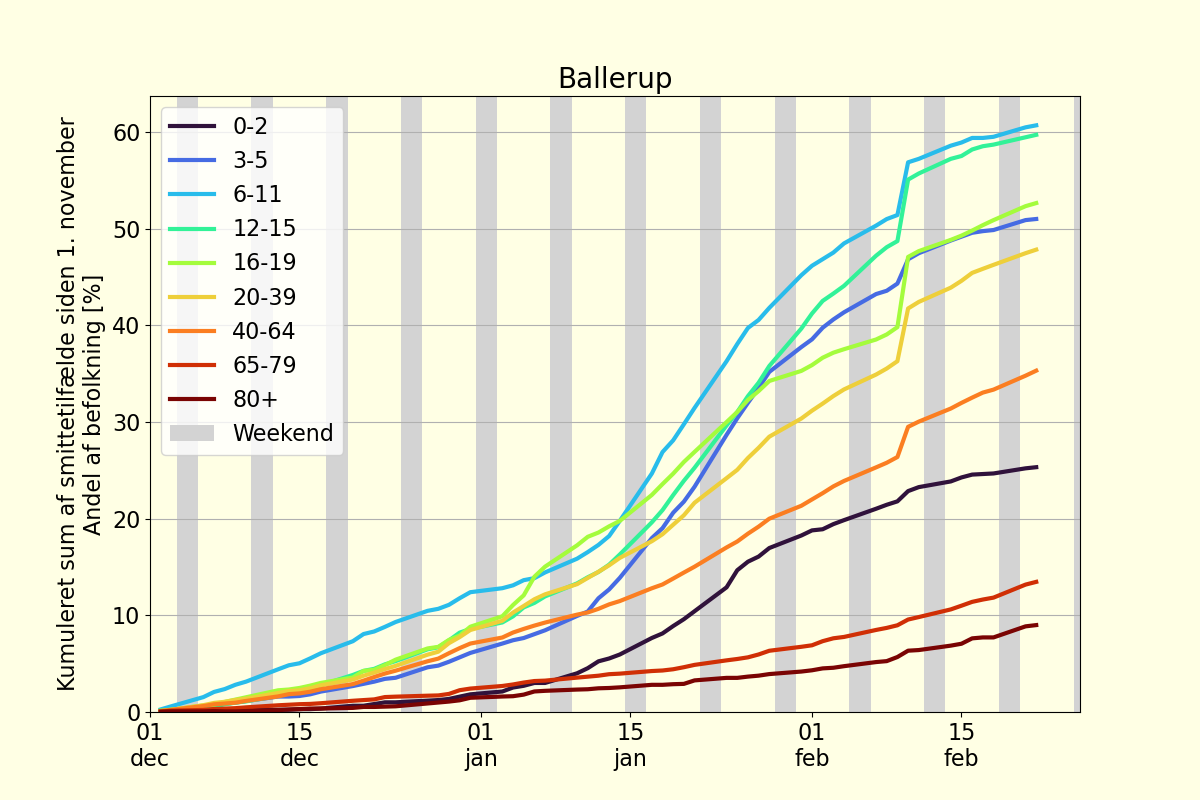 Ballerup
Kumuleret sum af smittetilfælde siden 1. november
Andel af befolkning [%]
60
50
40
30
20
10
0
0-2
3-5
6-11
12-15
16-19
20-39
40-64
65-79
80+
Weekend
01 15 01 15 01 15
dec dec jan jan feb feb